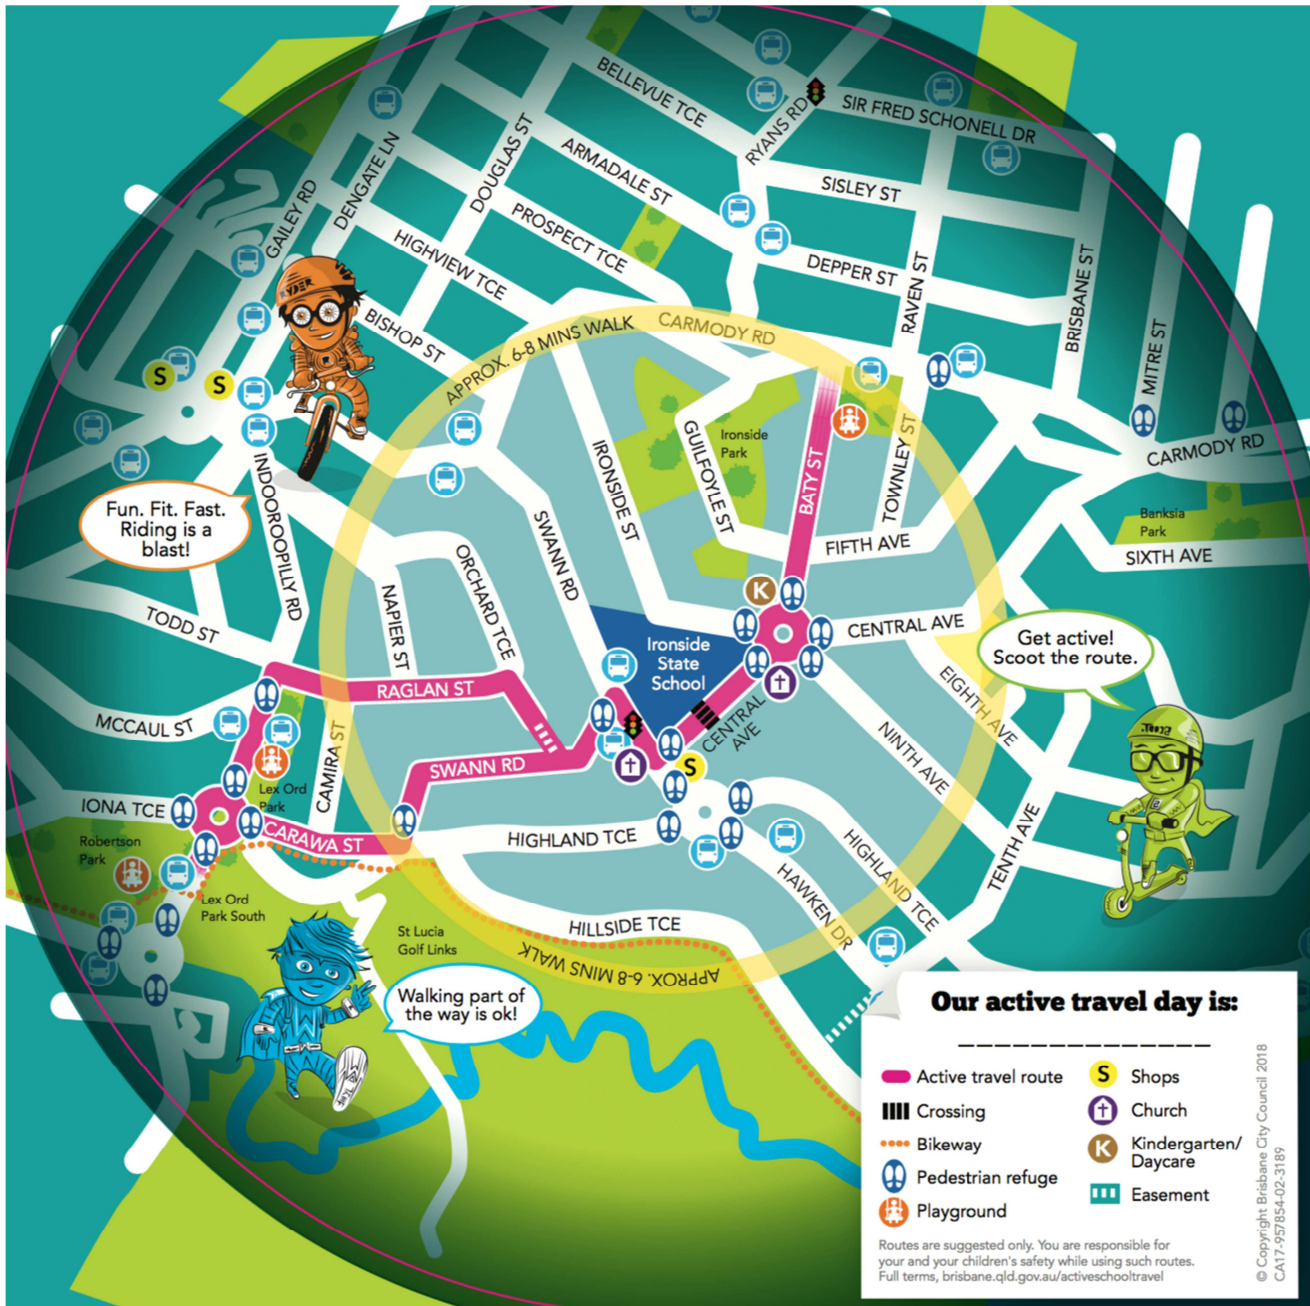 BELLEVUE TCE
RYANS RD
SIR FRED SCHONELL DR
DENGATE LN
DOUGLAS ST
ARMADALE ST
SISLEY ST
GAILEY RD
PROSPECT TCE
HIGHVIEW TCE
DEPPER ST
RAVEN ST
BRISBANE ST
MITRE ST
RYDER
BISHOP ST
APPROX. 6-8 MINS WALK
CARMODY RD
S
S
Fun. Fit. Fast.
Riding is a
blast!
INDOOROOPILLY RD
IRONSIDE ST
GUILFOYLE ST
Ironside
Park
BATY ST
TOWNLEY ST
CARMODY RD
Banksia
Park
SIXTH AVE
SWANN RD
ORCHARD TCE
NAPIER ST
FIFTH AVE
TODD ST
K
Ironside
State
School
CENTRAL AVE
Get active!
Scoot the route.
EIGHTH AVE
RAGLAN ST
MCCAUL ST
CAMIRA ST
CENTRAL
AVE
NINTH AVE
SWANN RD
S
Lex Ord
Park
IONA TCE
CARAWA ST
HIGHLAND TCE
HIGHLAND TCE
TENTH AVE
Robertson
Park
HAWKEN DR
Lex Ord
Park South
HILLSIDE TCE
St Lucia
Golf Links
APPROX. 6-8 MINS WALK
Walking part of
the way is ok!
Our active travel day is:
______________
Active travel route
Crossing
Bikeway
Pedestrian refuge
Playground
S Shops
Church
K Kindergarten/
Daycare
Easement
Routes are suggested only. You are responsible for
your and your children's safety while using such routes.
Full terms, brisbane.qld.gov.au/activeschooltravel
© Copyright Brisbane City Council 2018
CA17-957854-02-3189